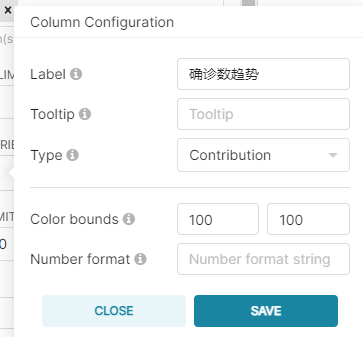 ×
Column Configuration
n(s
LIM
Label
确诊数趋势
Tooltip
Tooltip
RIE
Type
Contribution
MIT
Color bounds
100
100
0
Number format
Number format string
CLOSE
SAVE